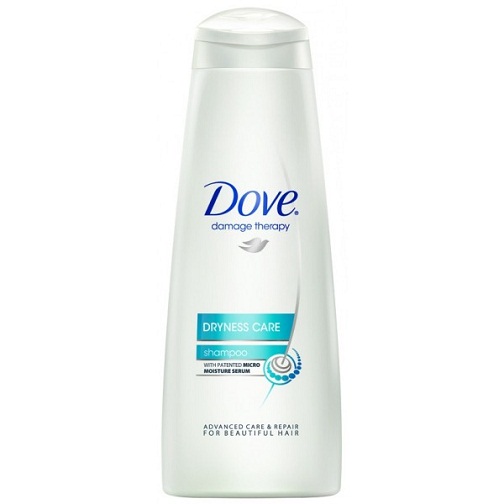 Dove®
damage therapy
DRYNESS CARE
shampoo
WITH PATENTED MICRO
MOISTURE SERUM
ADVANCED CARE & REPAIR
FOR BEAUTIFUL HAIR